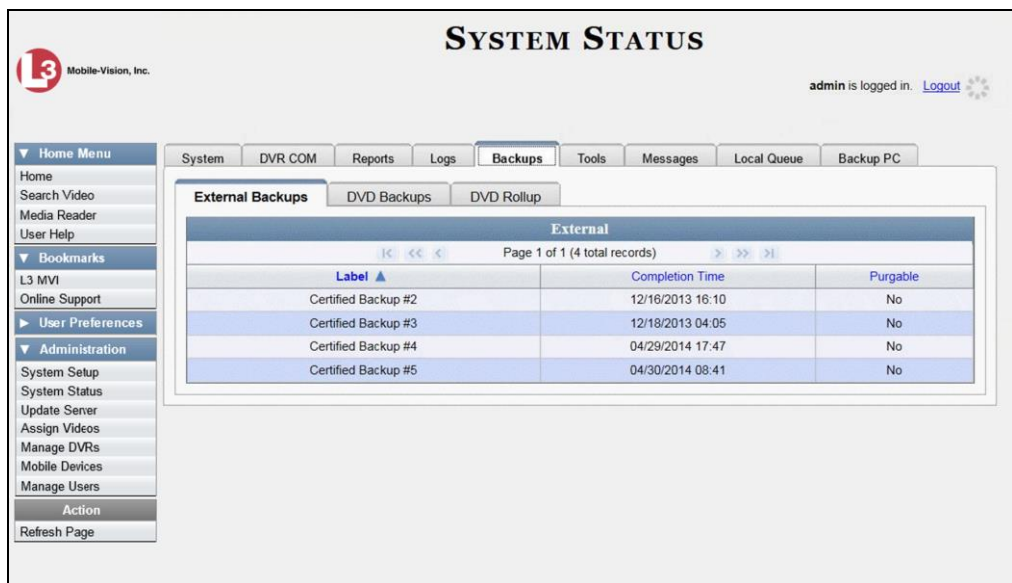 SYSTEM STATUS
L3 Mobile-Vision, Inc.
admin is logged in. Logout
▼ Home Menu
Home
Search Video
Media Reader
User Help
▼ Bookmarks
L3 MVI
Online Support
▶ User Preferences
▼ Administration
System Setup
System Status
Update Server
Assign Videos
Manage DVRs
Mobile Devices
Manage Users
Action
Refresh Page
System DVR COM Reports Logs Backups Tools Messages Local Queue Backup PC
External Backups DVD Backups DVD Rollup
External
|< << < Page 1 of 1 (4 total records) > >> >|
Label ▲ Completion Time Purgable
Certified Backup #2 12/16/2013 16:10 No
Certified Backup #3 12/18/2013 04:05 No
Certified Backup #4 04/29/2014 17:47 No
Certified Backup #5 04/30/2014 08:41 No